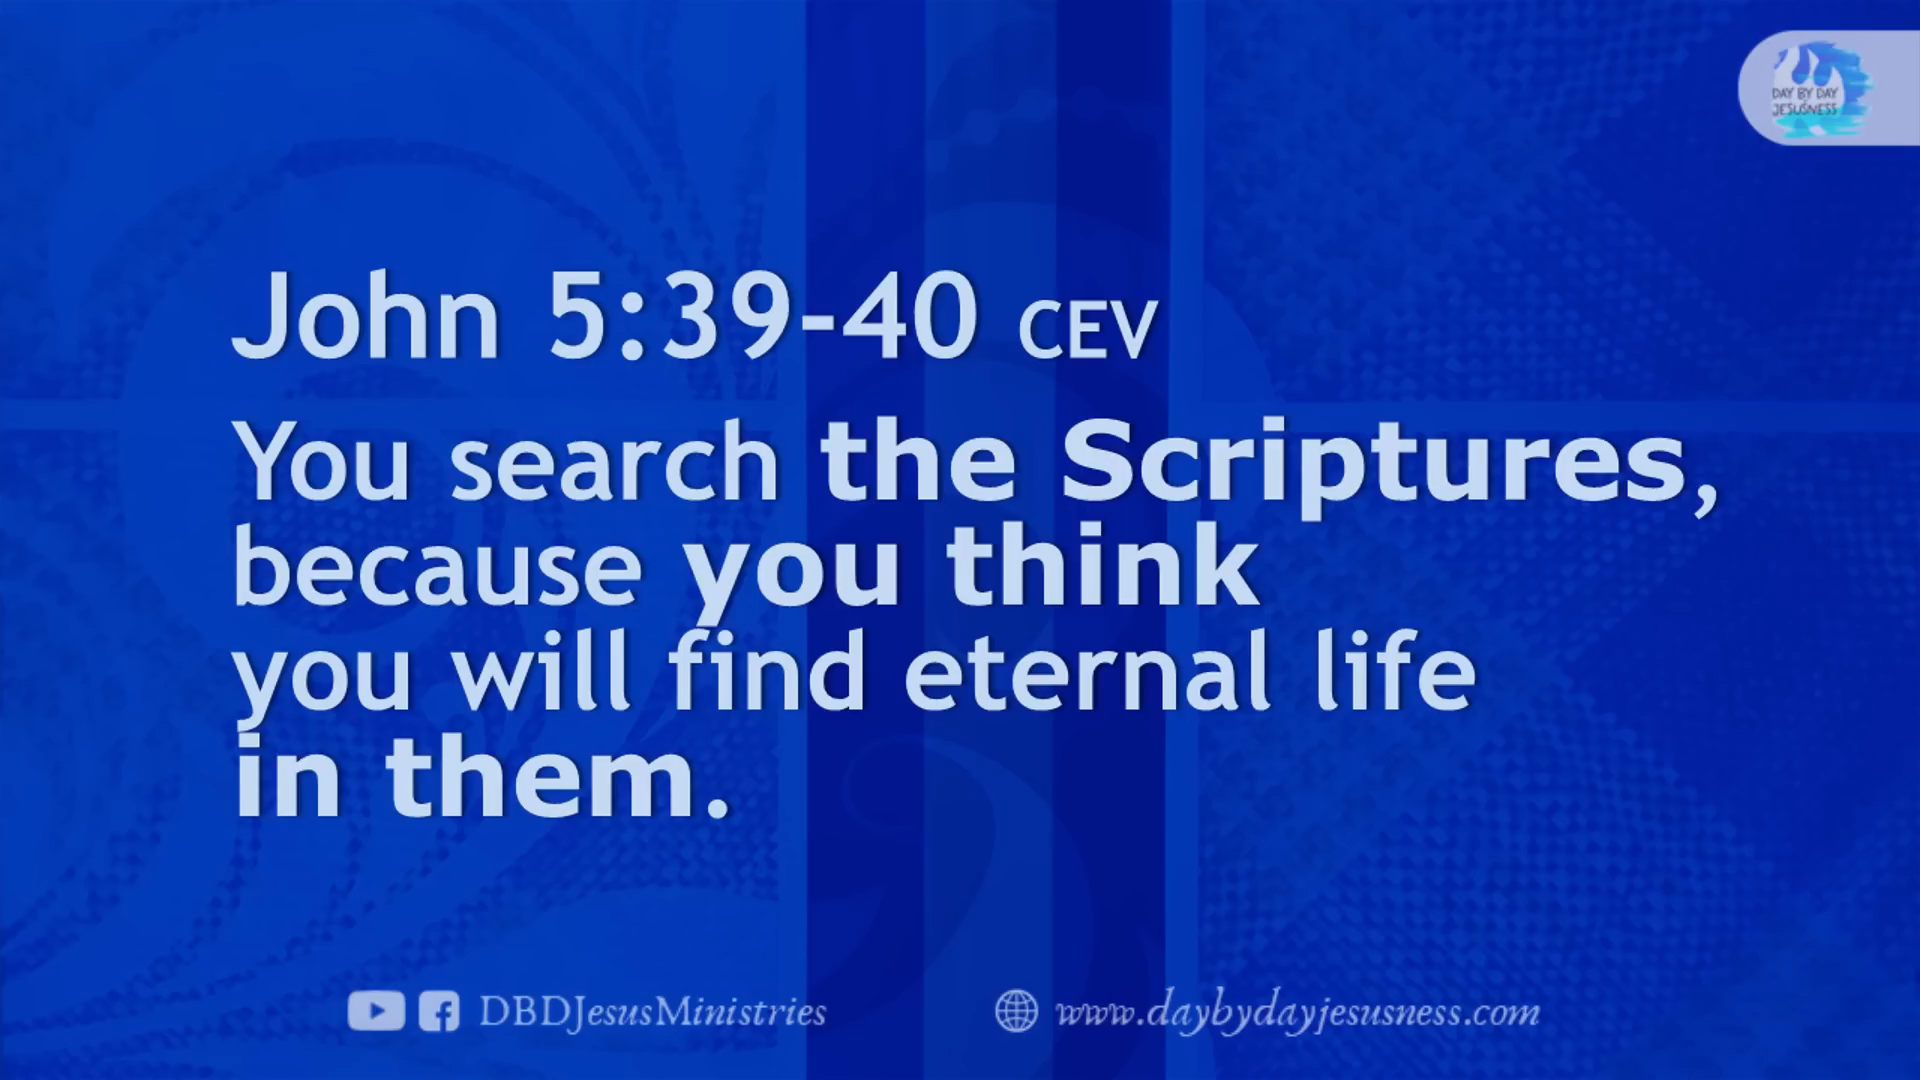 DAY BY DAY
JESUSNESS
John 5:39-40 CEV
You search the Scriptures,
because you think
you will find eternal life
in them.
DBDJesusMinistries
www.daybydayjesusness.com